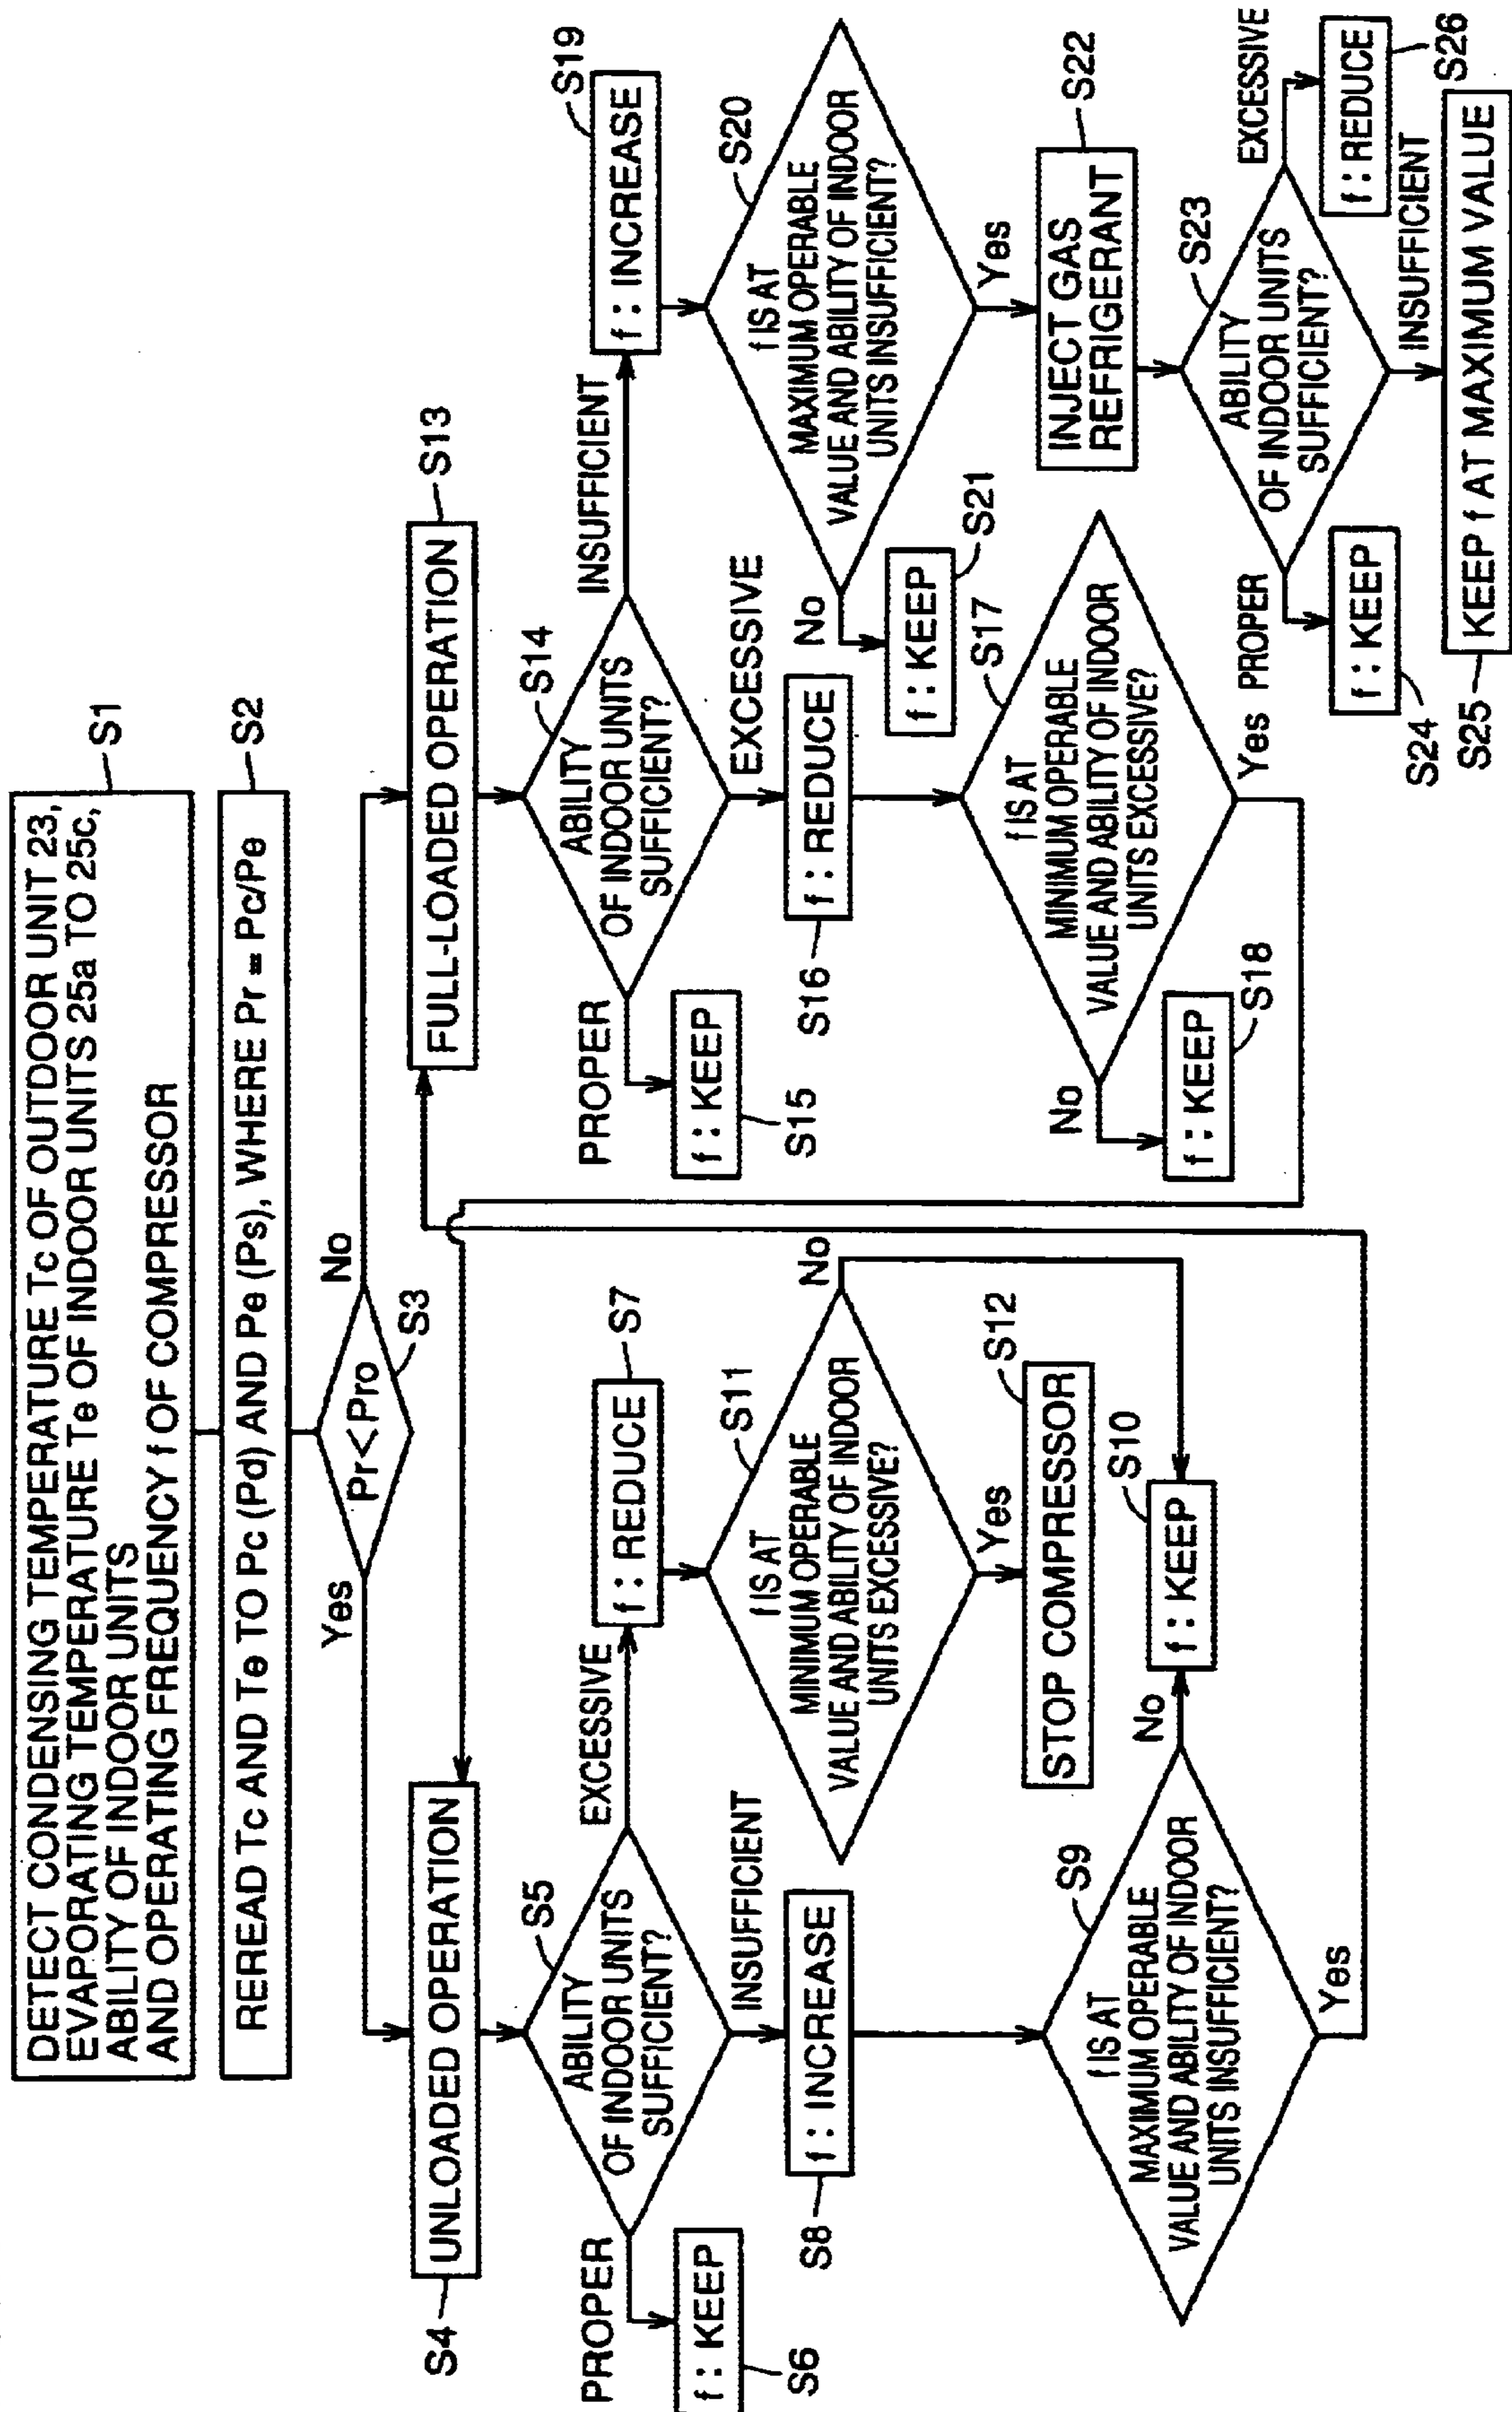 DETECT CONDENSING TEMPERATURE Tc OF OUTDOOR UNIT 23,
EVAPORATING TEMPERATURE Te OF INDOOR UNITS 25a TO 25c,
ABILITY OF INDOOR UNITS
AND OPERATING FREQUENCY f OF COMPRESSOR
S1
REREAD Tc AND Te TO Pc (Pd) AND Pe (Ps), WHERE Pr = Pc/Pe
S2
Pr<Pro
S3
Yes
No
UNLOADED OPERATION
S4
ABILITY
OF INDOOR UNITS
SUFFICIENT?
S5
PROPER
f : KEEP
S6
EXCESSIVE
f : REDUCE
S7
INSUFFICIENT
f : INCREASE
S8
f IS AT
MINIMUM OPERABLE
VALUE AND ABILITY OF INDOOR
UNITS EXCESSIVE?
S11
No
Yes
STOP COMPRESSOR
S12
f IS AT
MAXIMUM OPERABLE
VALUE AND ABILITY OF INDOOR
UNITS INSUFFICIENT?
S9
No
f : KEEP
S10
Yes
FULL-LOADED OPERATION
S13
ABILITY
OF INDOOR UNITS
SUFFICIENT?
S14
PROPER
f : KEEP
S15
EXCESSIVE
f : REDUCE
S16
f IS AT
MINIMUM OPERABLE
VALUE AND ABILITY OF INDOOR
UNITS EXCESSIVE?
S17
No
f : KEEP
S18
Yes
INSUFFICIENT
f : INCREASE
S19
f IS AT
MAXIMUM OPERABLE
VALUE AND ABILITY OF INDOOR
UNITS INSUFFICIENT?
S20
No
f : KEEP
S21
Yes
INJECT GAS
REFRIGERANT
S22
ABILITY
OF INDOOR UNITS
SUFFICIENT?
S23
PROPER
f : KEEP
S24
EXCESSIVE
f : REDUCE
S26
INSUFFICIENT
S25
KEEP f AT MAXIMUM VALUE